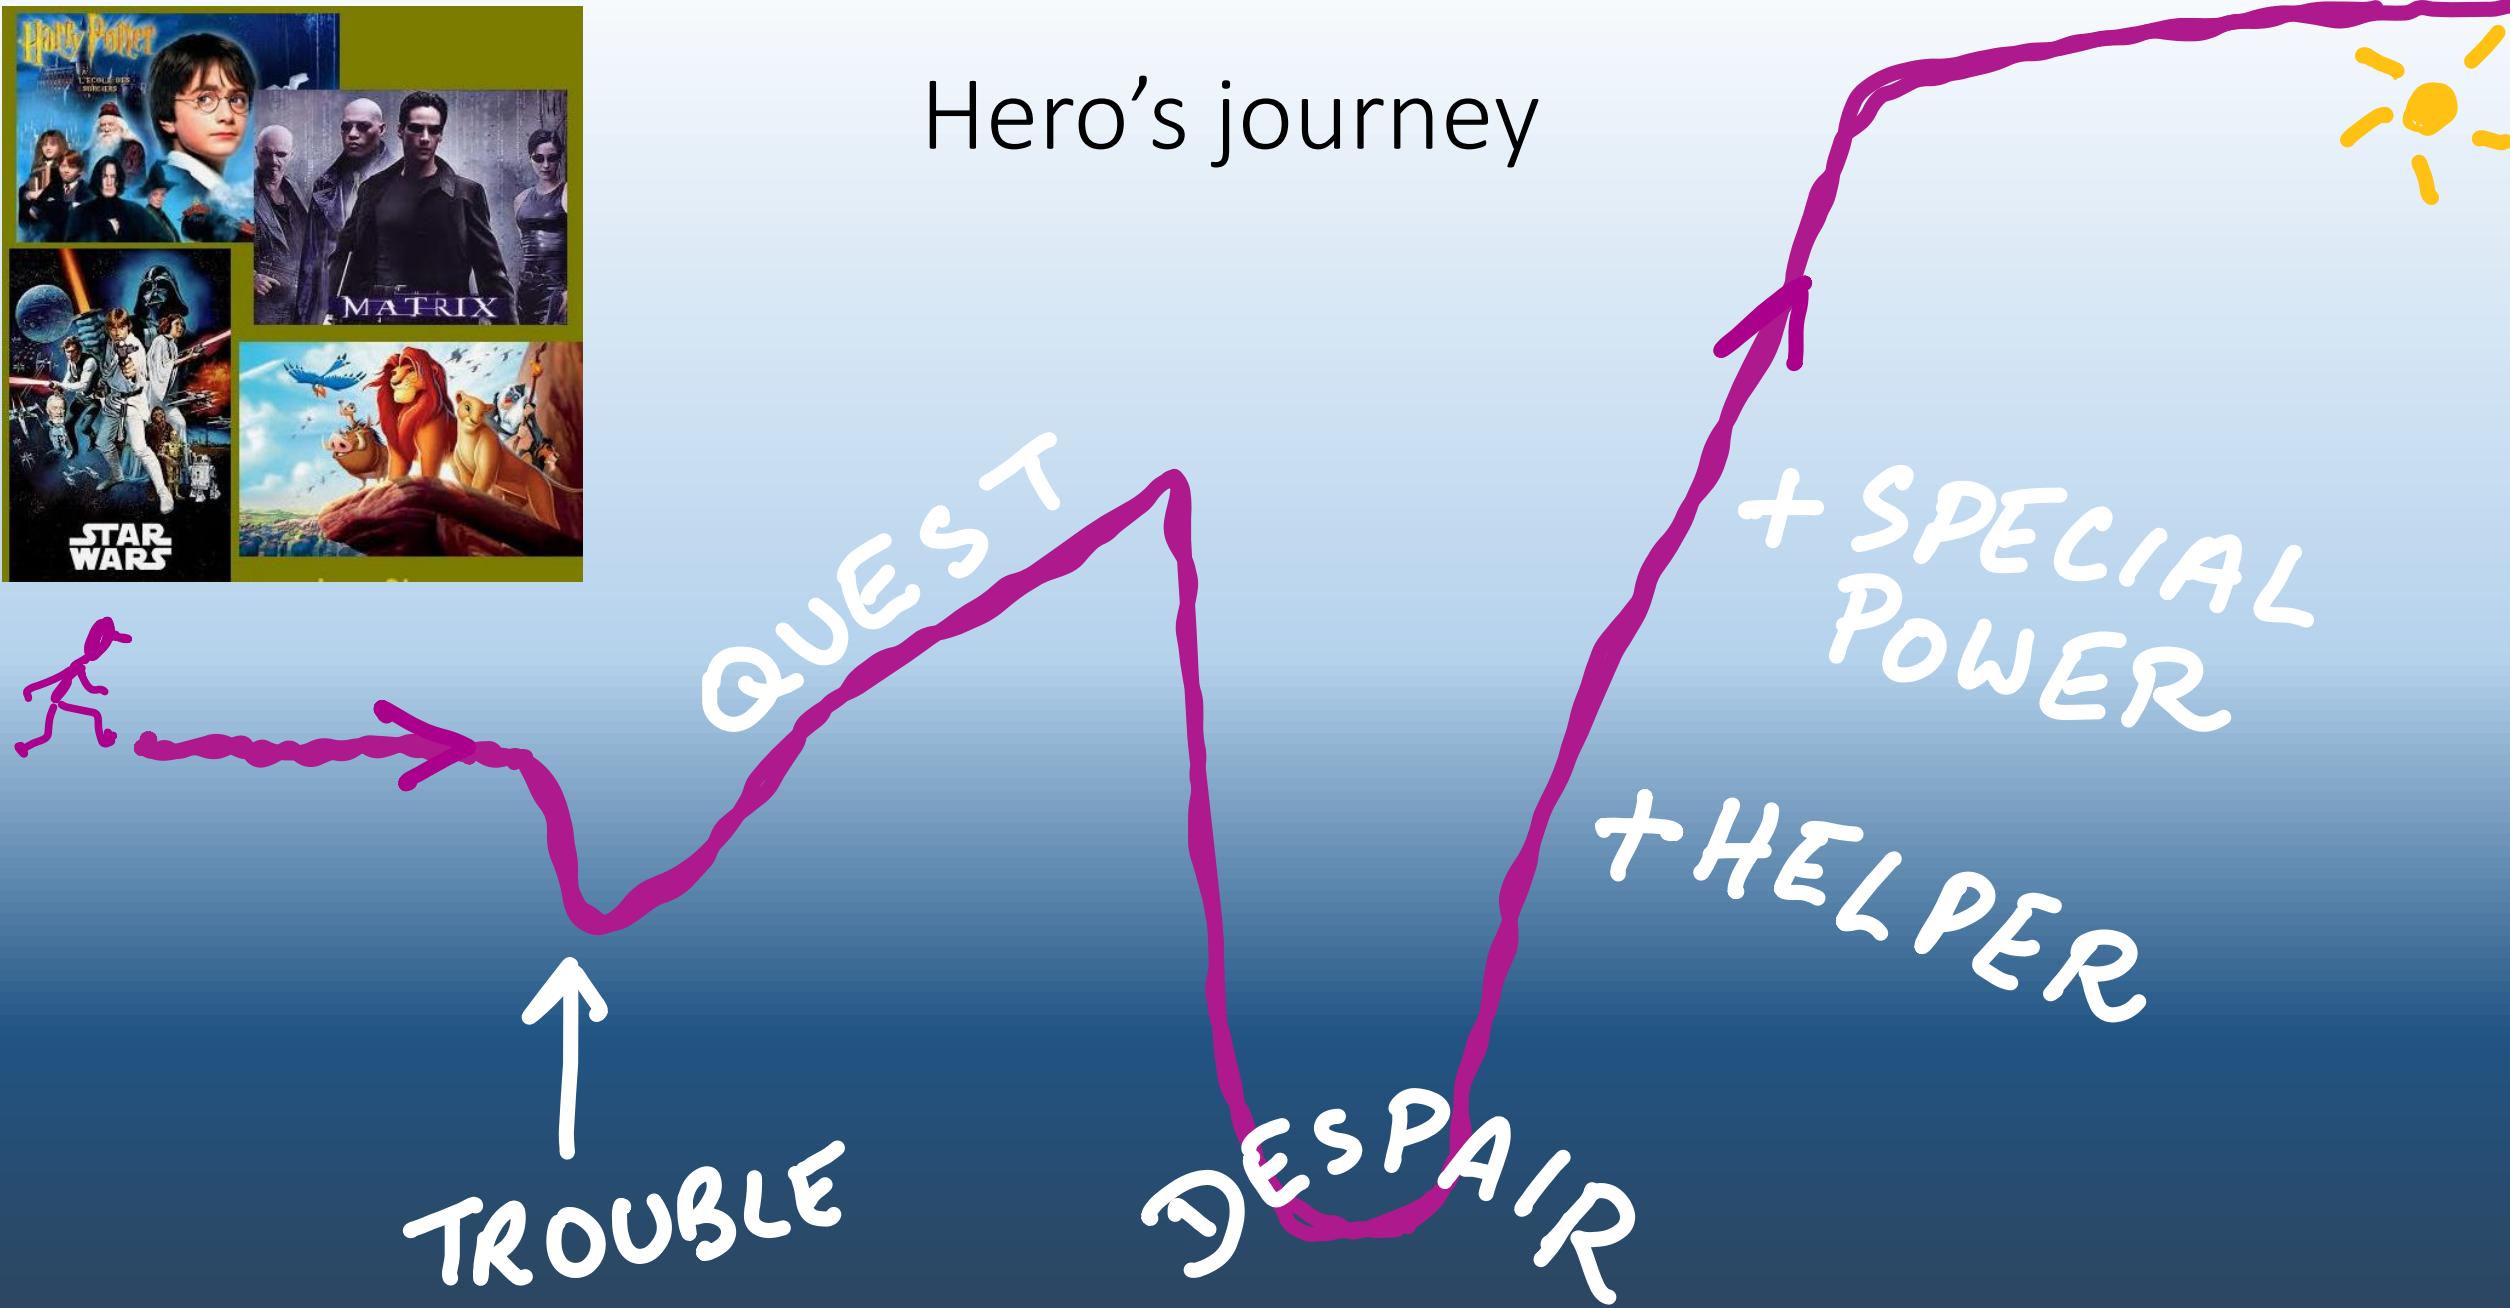 Harry Potter
A
L'ECOLE DES
SORCIERS
MATRIX
STAR
WARS
Hero's journey
QUEST
+ SPECIAL
POWER
+ HELPER
TROUBLE
DESPAIR